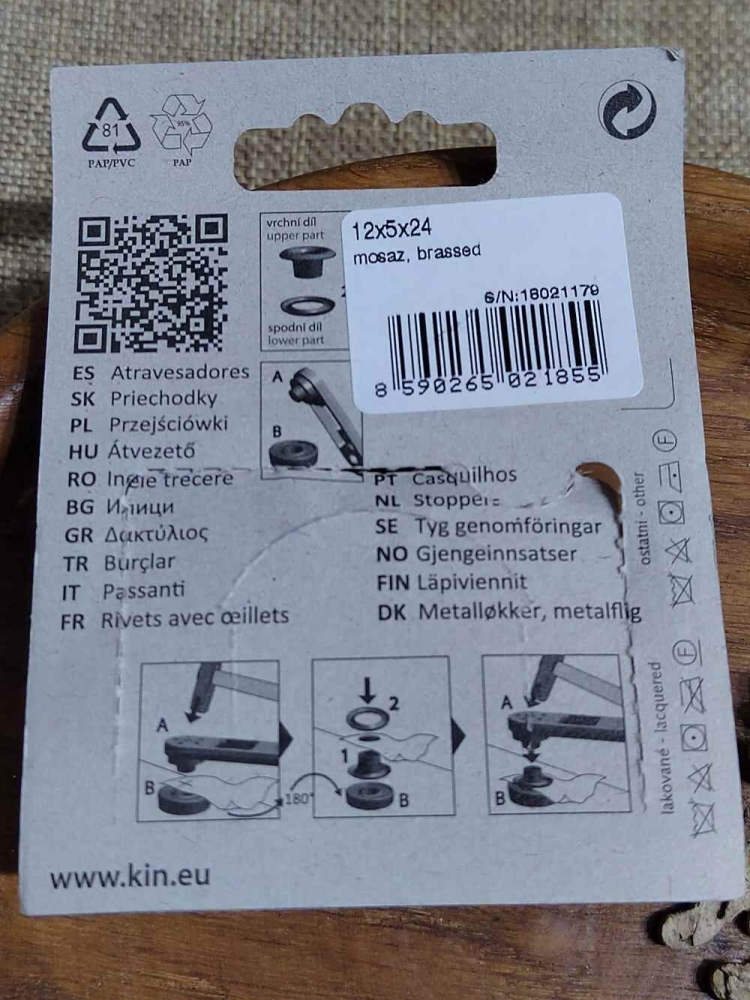 81
PAP/PVC
95%
PAP
vrchní díl
upper part
spodní díl
lower part
12x5x24
mosaz, brassed
S/N:18021179
8 590265 021855
A
B
ES Atravesadores
SK Priechodky
PL Przejściówki
HU Átvezető
RO trecere
BG
GR Δακτύλιος
TR Burçlar
IT Passanti
FR Rivets avec œillets
PT Casquilhos
NL
SE Tyg genomföringar
NO Gjengeinnsatser
FIN Läpiviennit
DK Metalløkker, metalflig
ostatní - other
F
lakované - lacquered
F
A
B
180°
2
1
B
A
B
www.kin.eu